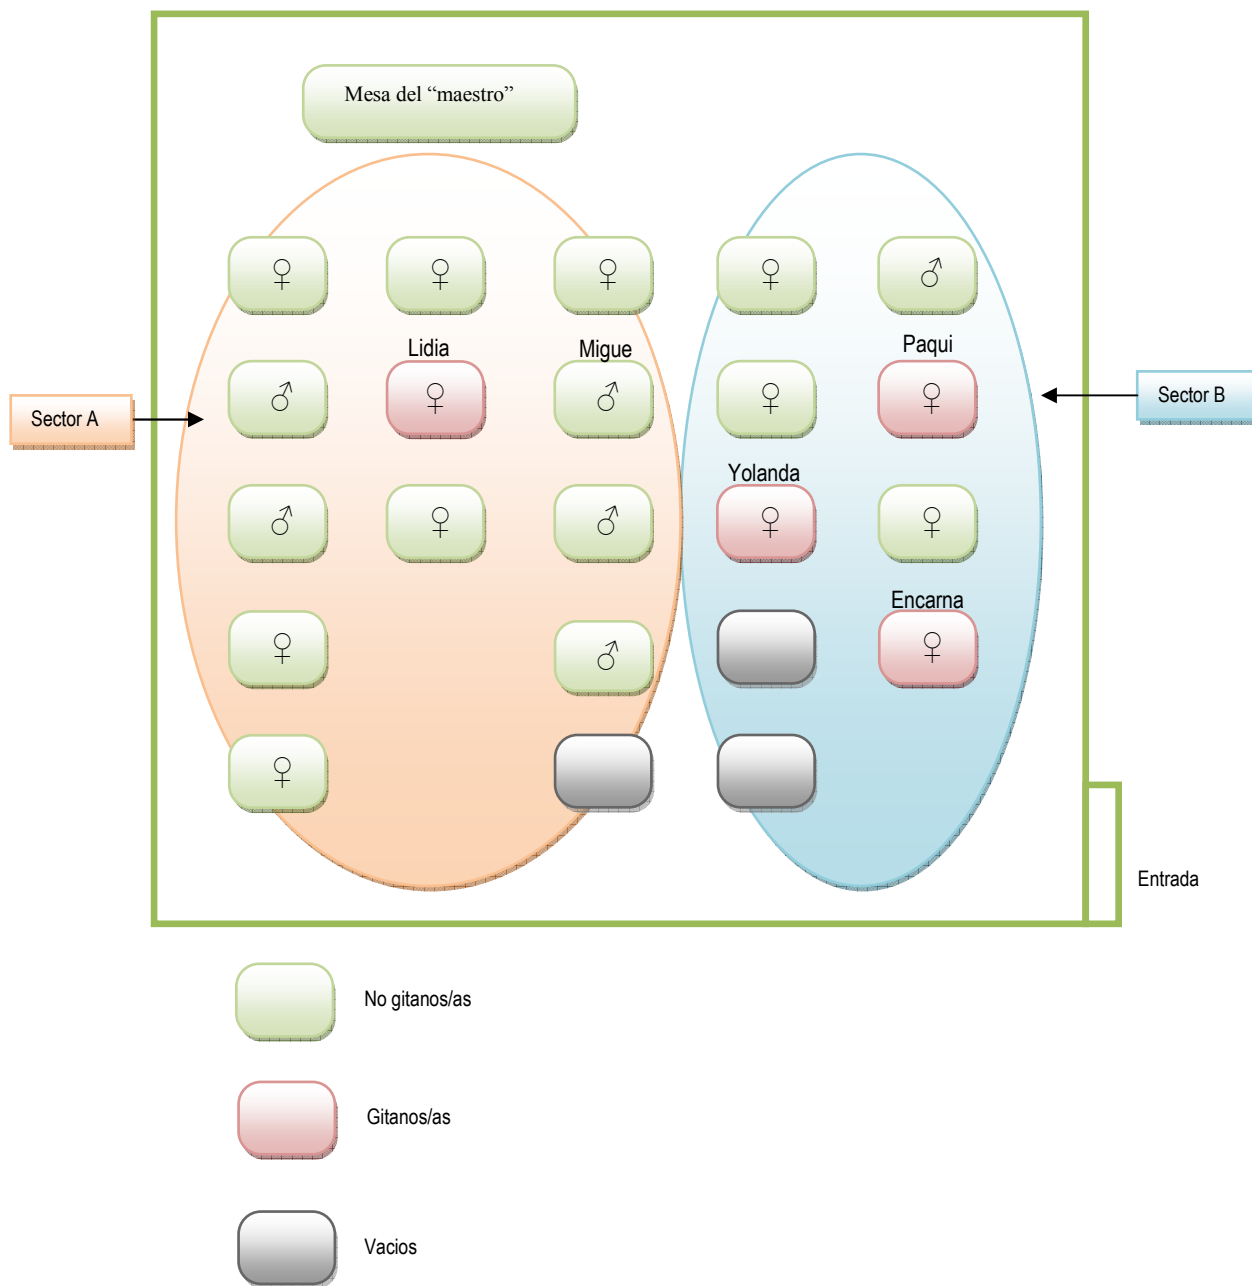 Mesa del “maestro”
♀ ♀ ♀ ♀ ♂
Lidia Migue Paqui
♂ ♀ ♂ ♀ ♀
Sector A
Sector B
Yolanda
♂ ♀ ♂ ♀ ♀
Encarna
♀ ♂ ♀
♀
Entrada
No gitanos/as
Gitanos/as
Vacios